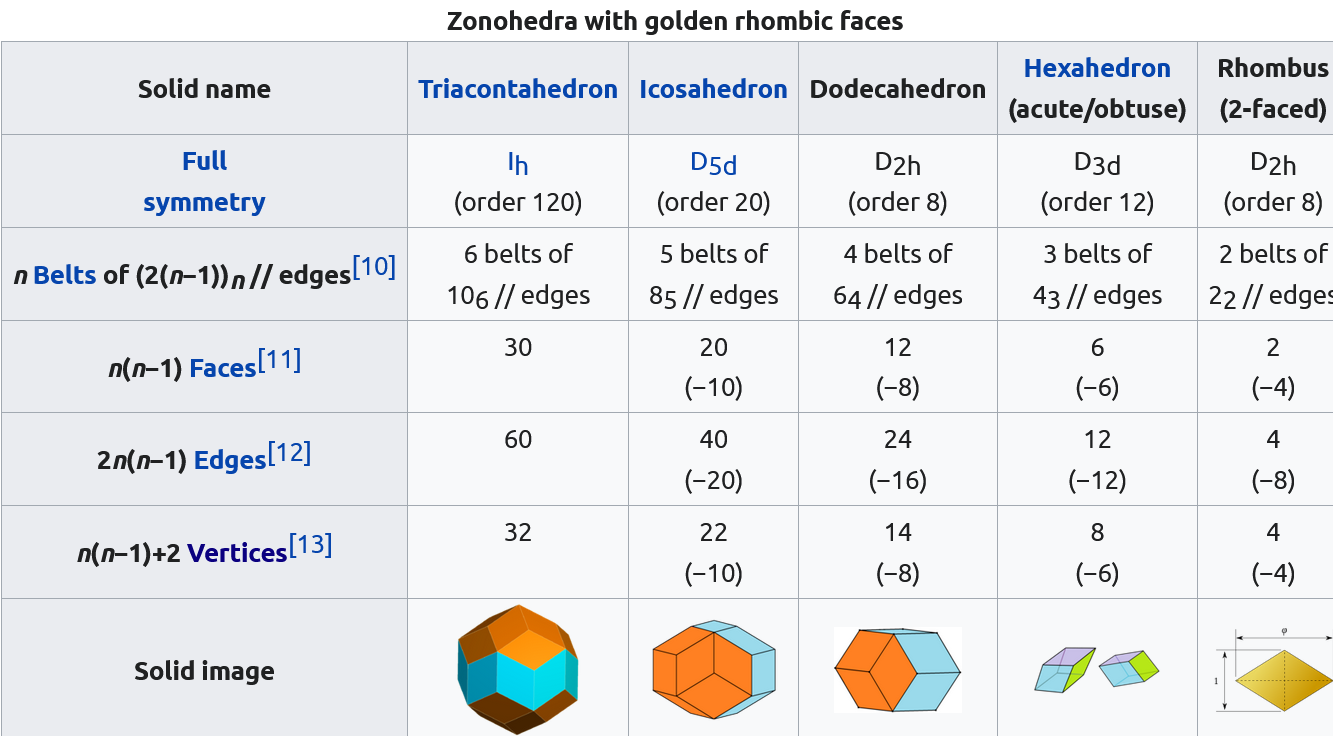 Zonohedra with golden rhombic faces
Solid name
Triacontahedron
Icosahedron
Dodecahedron
Hexahedron
(acute/obtuse)
Rhombus
(2-faced)
Full
symmetry
Ih
(order 120)
D5d
(order 20)
D2h
(order 8)
D3d
(order 12)
D2h
(order 8)
n Belts of (2(n−1))n // edges[10]
6 belts of
106 // edges
5 belts of
85 // edges
4 belts of
64 // edges
3 belts of
43 // edges
2 belts of
22 // edges
n(n−1) Faces[11]
30
20
(−10)
12
(−8)
6
(−6)
2
(−4)
2n(n−1) Edges[12]
60
40
(−20)
24
(−16)
12
(−12)
4
(−8)
n(n−1)+2 Vertices[13]
32
22
(−10)
14
(−8)
8
(−6)
4
(−4)
Solid image
φ
1